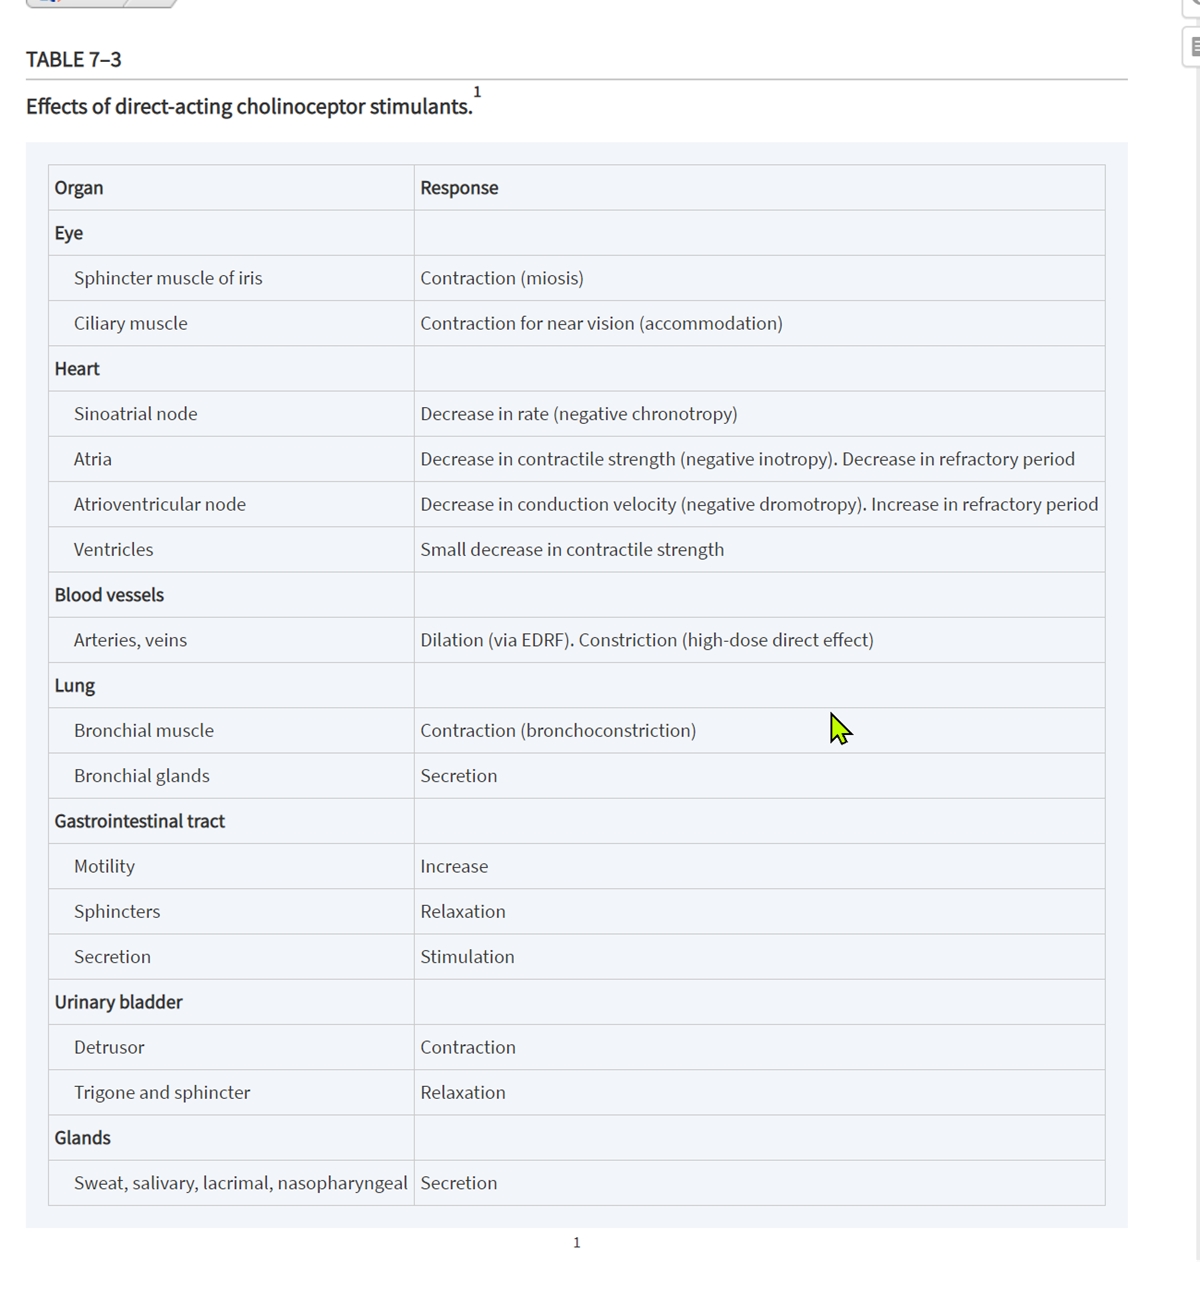 TABLE 7–3
Effects of direct-acting cholinoceptor stimulants.1
Organ Response
Eye
Sphincter muscle of iris Contraction (miosis)
Ciliary muscle Contraction for near vision (accommodation)
Heart
Sinoatrial node Decrease in rate (negative chronotropy)
Atria Decrease in contractile strength (negative inotropy). Decrease in refractory period
Atrioventricular node Decrease in conduction velocity (negative dromotropy). Increase in refractory period
Ventricles Small decrease in contractile strength
Blood vessels
Arteries, veins Dilation (via EDRF). Constriction (high-dose direct effect)
Lung
Bronchial muscle Contraction (bronchoconstriction)
Bronchial glands Secretion
Gastrointestinal tract
Motility Increase
Sphincters Relaxation
Secretion Stimulation
Urinary bladder
Detrusor Contraction
Trigone and sphincter Relaxation
Glands
Sweat, salivary, lacrimal, nasopharyngeal Secretion
1